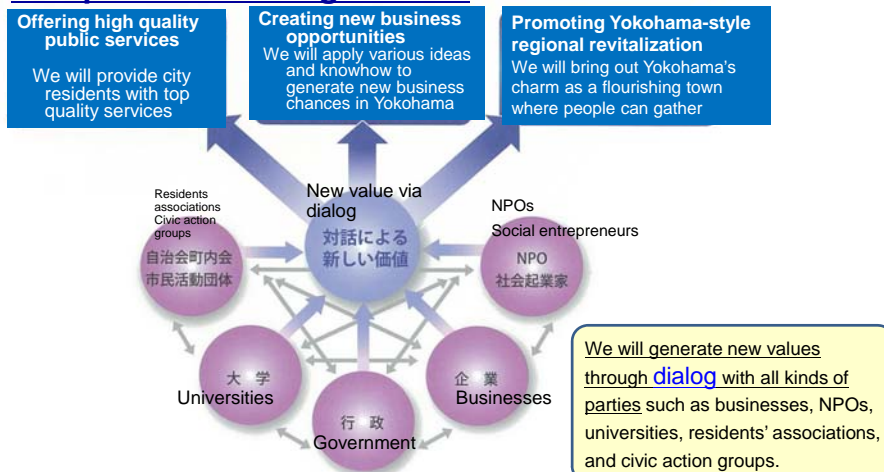 Offering high quality
public services
We will provide city
residents with top
quality services
Creating new business
opportunities
We will apply various ideas
and knowhow to
generate new business
chances in Yokohama
Promoting Yokohama-style
regional revitalization
We will bring out Yokohama's
charm as a flourishing town
where people can gather
New value via
dialog
対話による
新しい価値
Residents
associations
Civic action
groups
自治会町内会
市民活動団体
NPOs
Social entrepreneurs
NPO
社会起業家
大 学
Universities
行 政
Government
企 業
Businesses
We will generate new values
through dialog with all kinds of
parties such as businesses, NPOs,
universities, residents' associations,
and civic action groups.